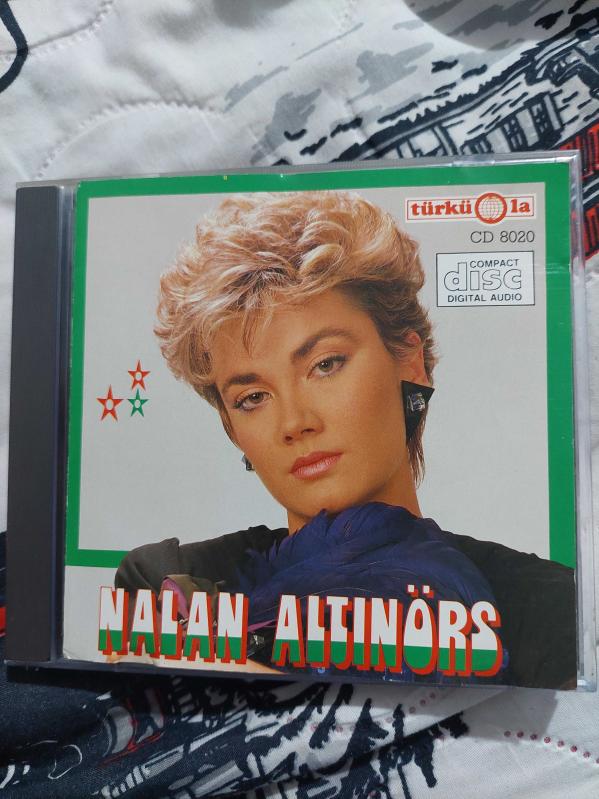 türkü la
CD 8020
COMPACT
disc
DIGITAL AUDIO
NALAN ALTINÖRS